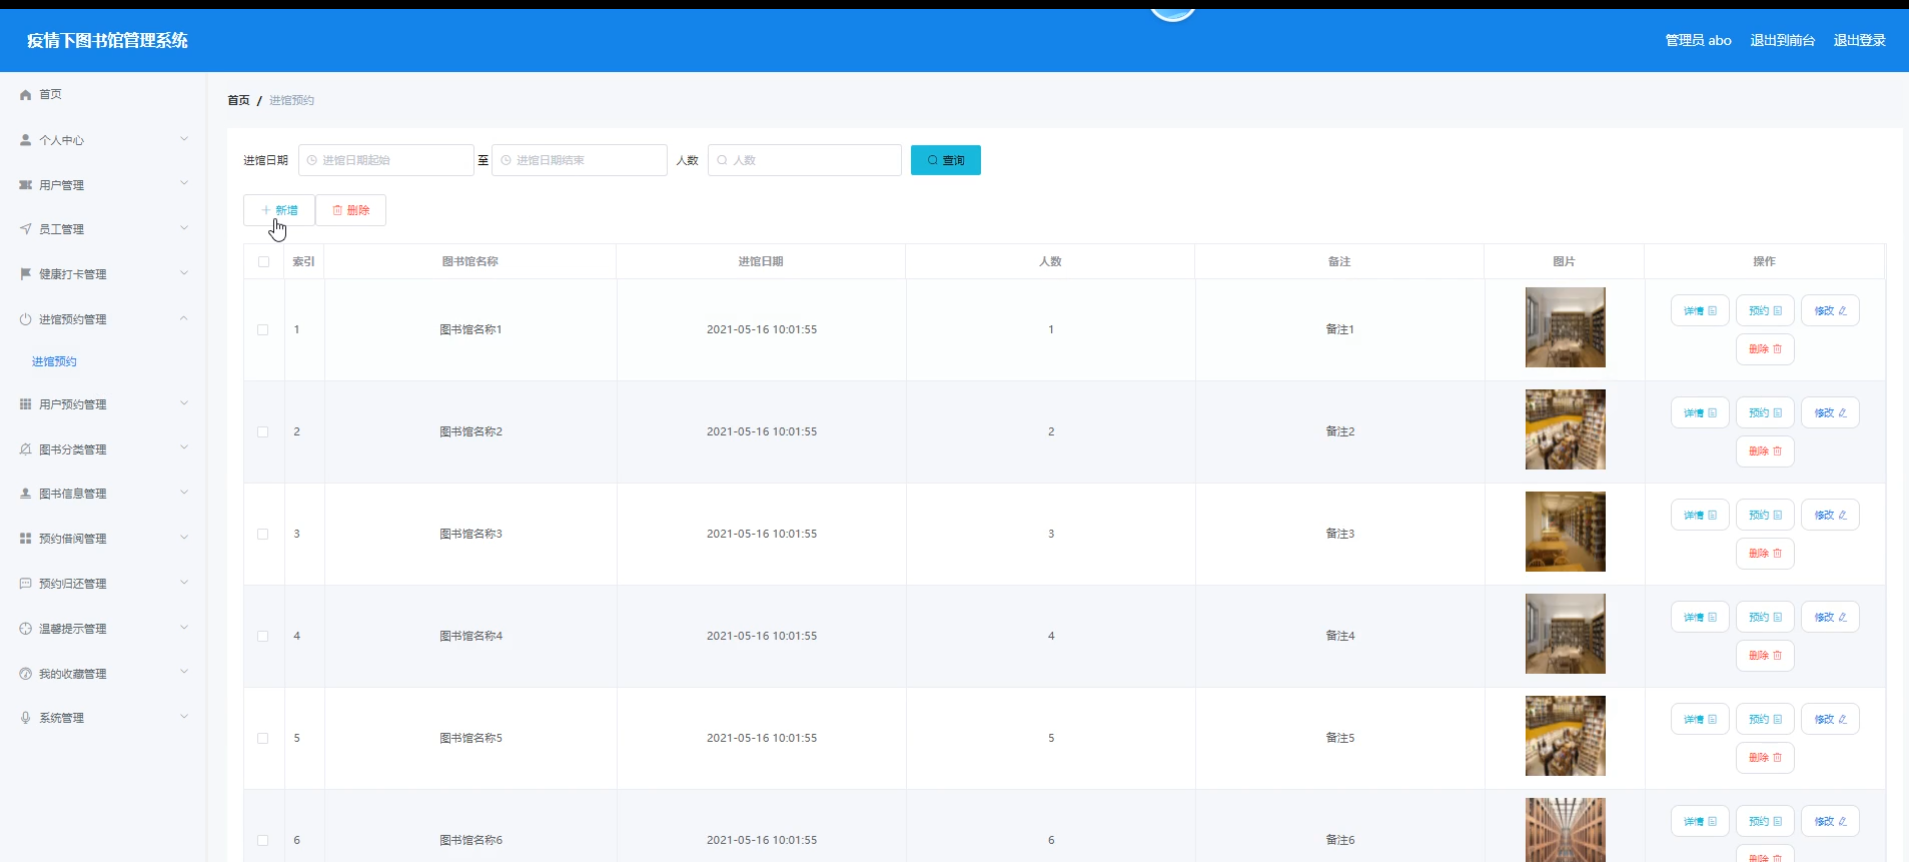 疫情下图书馆管理系统
管理员 abo 退出到前台 退出登录
首页
个人中心
用户管理
员工管理
健康打卡管理
进馆预约管理
进馆预约
用户预约管理
图书分类管理
图书信息管理
预约借阅管理
预约归还管理
温馨提示管理
我的收藏管理
系统管理
首页 / 进馆预约
进馆日期 进馆日期起始 至 进馆日期结束 人数 人数 查询
新增 删除
索引 图书馆名称 进馆日期 人数 备注 图片 操作
1 图书馆名称1 2021-05-16 10:01:55 1 备注1 详情 预约 修改
删除
2 图书馆名称2 2021-05-16 10:01:55 2 备注2 详情 预约 修改
删除
3 图书馆名称3 2021-05-16 10:01:55 3 备注3 详情 预约 修改
删除
4 图书馆名称4 2021-05-16 10:01:55 4 备注4 详情 预约 修改
删除
5 图书馆名称5 2021-05-16 10:01:55 5 备注5 详情 预约 修改
删除
6 图书馆名称6 2021-05-16 10:01:55 6 备注6 详情 预约 修改
删除